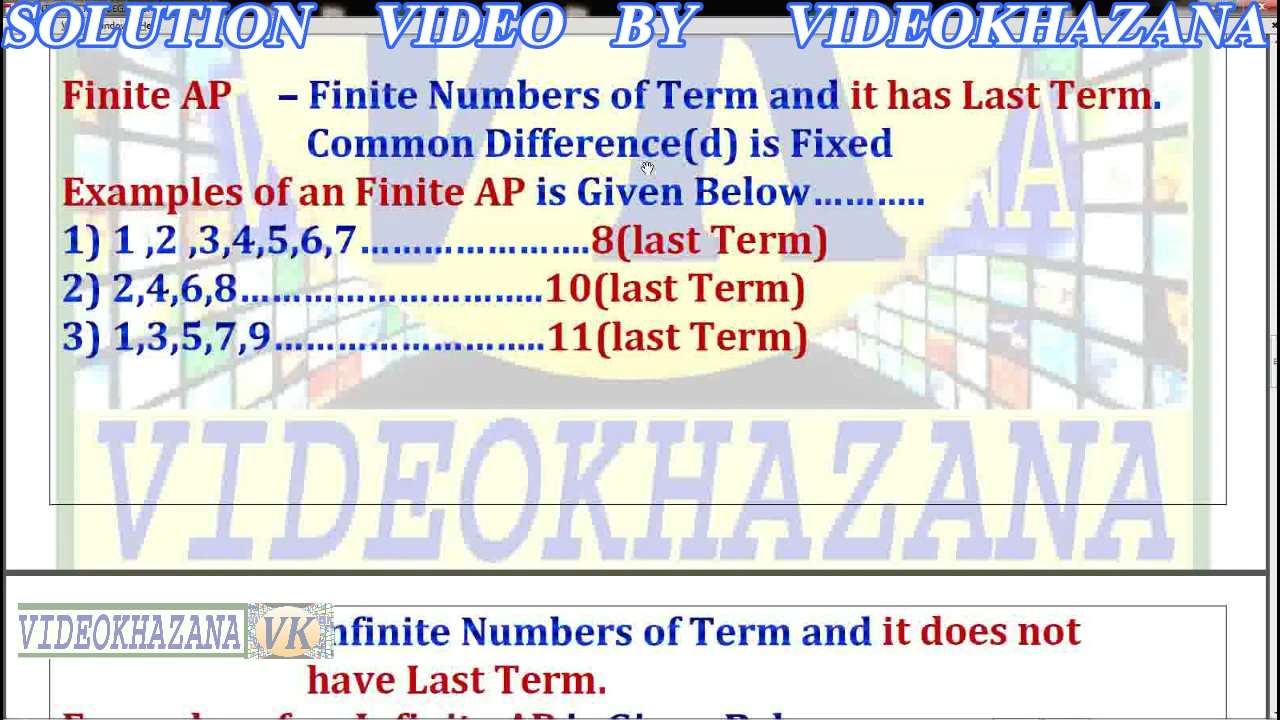 SOLUTION VIDEO BY VIDEOKHAZANA
Finite AP – Finite Numbers of Term and it has Last Term.
Common Difference(d) is Fixed
Examples of an Finite AP is Given Below...........
1) 1 ,2 ,3,4,5,6,7......................8(last Term)
2) 2,4,6,8.............................10(last Term)
3) 1,3,5,7,9..........................11(last Term)
VIDEOKHAZANA
nfinite Numbers of Term and it does not
VIDEOKHAZANA VK
have Last Term.